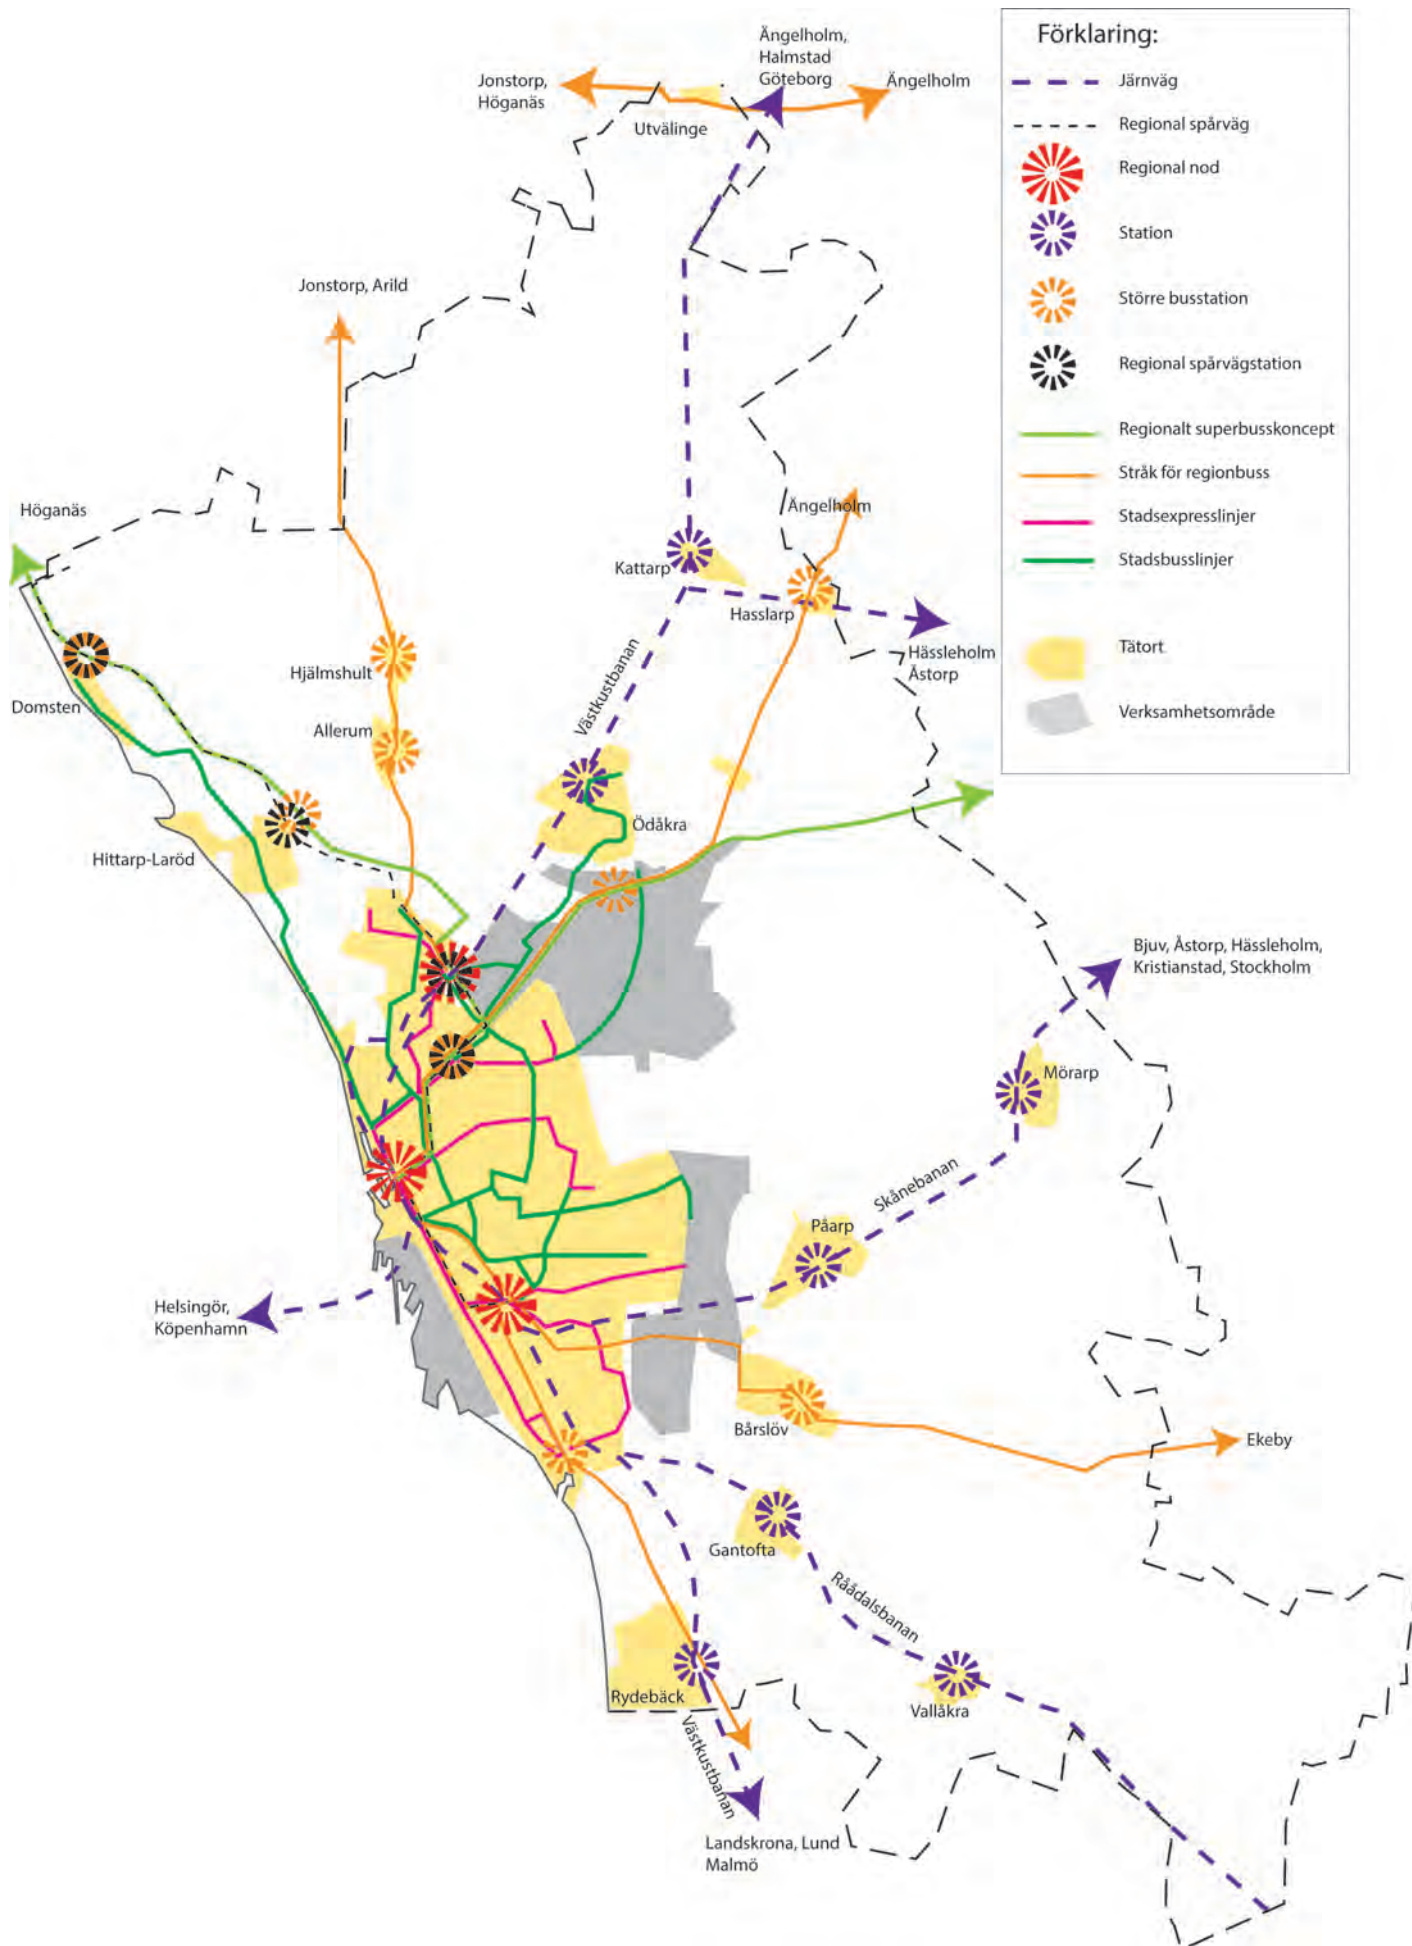 Förklaring:
Järnväg
Regional spårväg
Regional nod
Station
Större busstation
Regional spårvägstation
Regionalt superbusskoncept
Stråk för regionbuss
Stadsexpresslinjer
Stadsbusslinjer
Tätort
Verksamhetsområde
Ängelholm,
Halmstad
Göteborg
Jonstorp,
Höganäs
Ängelholm
Utvälinge
Jonstorp, Arild
Höganäs
Ängelholm
Kattarp
Hasslarp
Hässleholm
Åstorp
Hjälmshult
Västkustbanan
Domsten
Allerum
Ödåkra
Hittarp-Laröd
Bjuv, Åstorp, Hässleholm,
Kristianstad, Stockholm
Mörarp
Skånebanan
Påarp
Helsingör,
Köpenhamn
Bårslöv
Ekeby
Gantofta
Råådalsbanan
Rydebäck
Vallåkra
Västkustbanan
Landskrona, Lund
Malmö